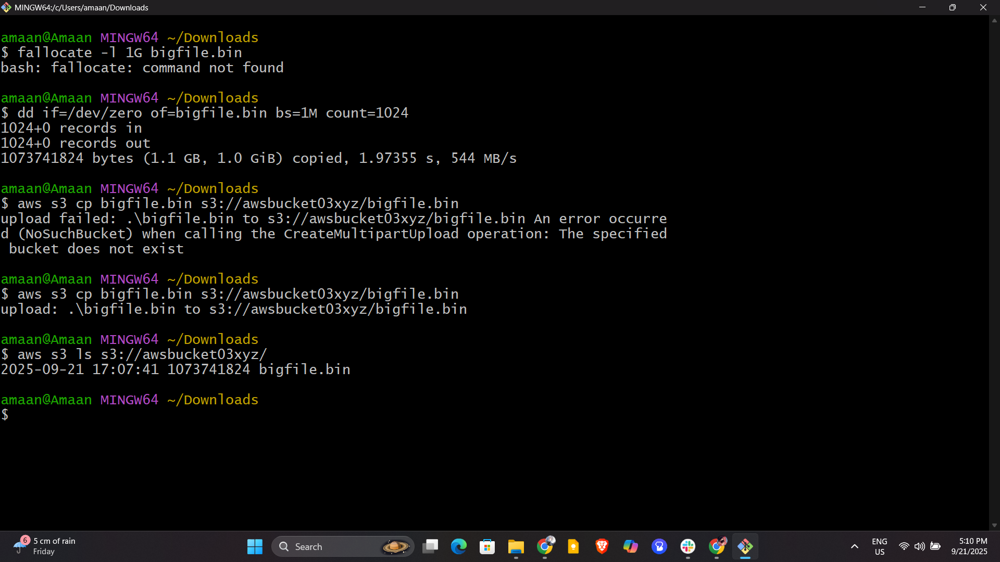 MINGW64:/c/Users/amaan/Downloads
amaan@Amaan MINGW64 ~/Downloads
$ fallocate -l 1G bigfile.bin
bash: fallocate: command not found
amaan@Amaan MINGW64 ~/Downloads
$ dd if=/dev/zero of=bigfile.bin bs=1M count=1024
1024+0 records in
1024+0 records out
1073741824 bytes (1.1 GB, 1.0 GiB) copied, 1.97355 s, 544 MB/s
amaan@Amaan MINGW64 ~/Downloads
$ aws s3 cp bigfile.bin s3://awsbucket03xyz/bigfile.bin
upload failed: .\bigfile.bin to s3://awsbucket03xyz/bigfile.bin An error occurre
d (NoSuchBucket) when calling the CreateMultipartUpload operation: The specified
 bucket does not exist
amaan@Amaan MINGW64 ~/Downloads
$ aws s3 cp bigfile.bin s3://awsbucket03xyz/bigfile.bin
upload: .\bigfile.bin to s3://awsbucket03xyz/bigfile.bin
amaan@Amaan MINGW64 ~/Downloads
$ aws s3 ls s3://awsbucket03xyz/
2025-09-21 17:07:41 1073741824 bigfile.bin
amaan@Amaan MINGW64 ~/Downloads
$
6
5 cm of rain
Friday
Search
ENG
US
5:10 PM
9/21/2025